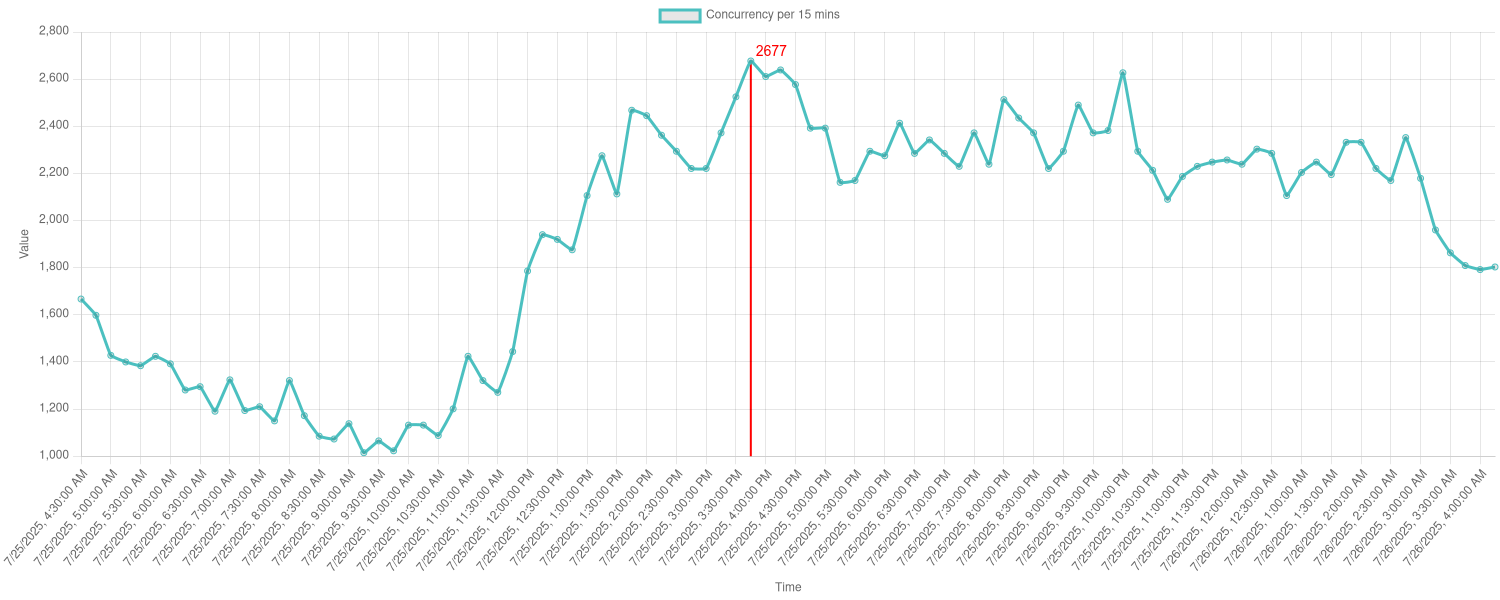 Concurrency per 15 mins
2677
Value
2,800
2,600
2,400
2,200
2,000
1,800
1,600
1,400
1,200
1,000
7/25/2025, 4:30:00 AM
7/25/2025, 5:00:00 AM
7/25/2025, 5:30:00 AM
7/25/2025, 6:00:00 AM
7/25/2025, 6:30:00 AM
7/25/2025, 7:00:00 AM
7/25/2025, 7:30:00 AM
7/25/2025, 8:00:00 AM
7/25/2025, 8:30:00 AM
7/25/2025, 9:00:00 AM
7/25/2025, 9:30:00 AM
7/25/2025, 10:00:00 AM
7/25/2025, 10:30:00 AM
7/25/2025, 11:00:00 AM
7/25/2025, 11:30:00 AM
7/25/2025, 12:00:00 PM
7/25/2025, 12:30:00 PM
7/25/2025, 1:00:00 PM
7/25/2025, 1:30:00 PM
7/25/2025, 2:00:00 PM
7/25/2025, 2:30:00 PM
7/25/2025, 3:00:00 PM
7/25/2025, 3:30:00 PM
7/25/2025, 4:00:00 PM
7/25/2025, 4:30:00 PM
7/25/2025, 5:00:00 PM
7/25/2025, 5:30:00 PM
7/25/2025, 6:00:00 PM
7/25/2025, 6:30:00 PM
7/25/2025, 7:00:00 PM
7/25/2025, 7:30:00 PM
7/25/2025, 8:00:00 PM
7/25/2025, 8:30:00 PM
7/25/2025, 9:00:00 PM
7/25/2025, 9:30:00 PM
7/25/2025, 10:00:00 PM
7/25/2025, 10:30:00 PM
7/25/2025, 11:00:00 PM
7/25/2025, 11:30:00 PM
7/26/2025, 12:00:00 AM
7/26/2025, 12:30:00 AM
7/26/2025, 1:00:00 AM
7/26/2025, 1:30:00 AM
7/26/2025, 2:00:00 AM
7/26/2025, 2:30:00 AM
7/26/2025, 3:00:00 AM
7/26/2025, 3:30:00 AM
7/26/2025, 4:00:00 AM
Time